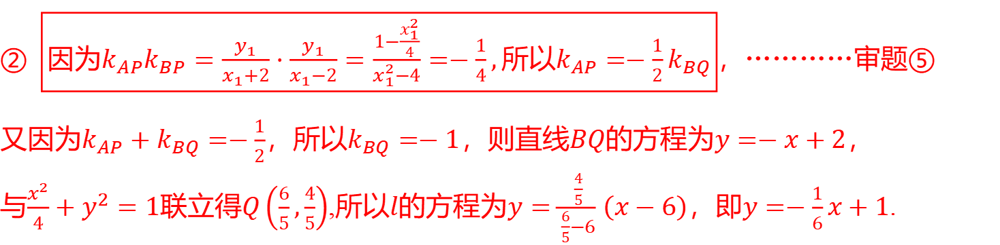 ② 因为$k_{AP}k_{BP}=\frac{y_1}{x_1+2}\cdot\frac{y_1}{x_1-2}=\frac{1-\frac{x_1^2}{4}}{x_1^2-4}=-\frac{1}{4}$,所以$k_{AP}=-\frac{1}{2}k_{BQ}$，…………审题⑤
又因为$k_{AP}+k_{BQ}=-\frac{1}{2}$，所以$k_{BQ}=-1$，则直线$BQ$的方程为$y=-x+2$，
与$\frac{x^2}{4}+y^2=1$联立得$Q\left(\frac{6}{5},\frac{4}{5}\right)$,所以$l$的方程为$y=\frac{\frac{4}{5}}{\frac{6}{5}-6}(x-6)$，即$y=-\frac{1}{6}x+1$.